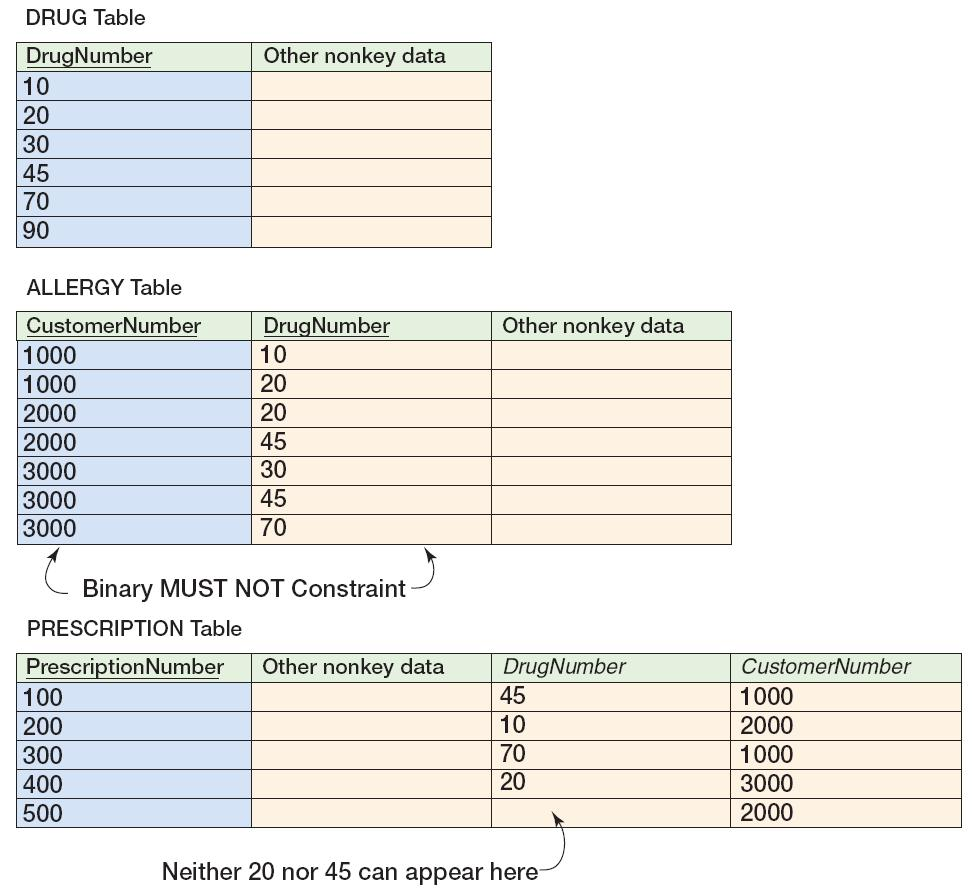 DRUG Table
DrugNumber Other nonkey data
10
20
30
45
70
90
ALLERGY Table
CustomerNumber DrugNumber Other nonkey data
1000 10
1000 20
2000 20
2000 45
3000 30
3000 45
3000 70
Binary MUST NOT Constraint
PRESCRIPTION Table
PrescriptionNumber Other nonkey data DrugNumber CustomerNumber
100 45 1000
200 10 2000
300 70 1000
400 20 3000
500 2000
Neither 20 nor 45 can appear here